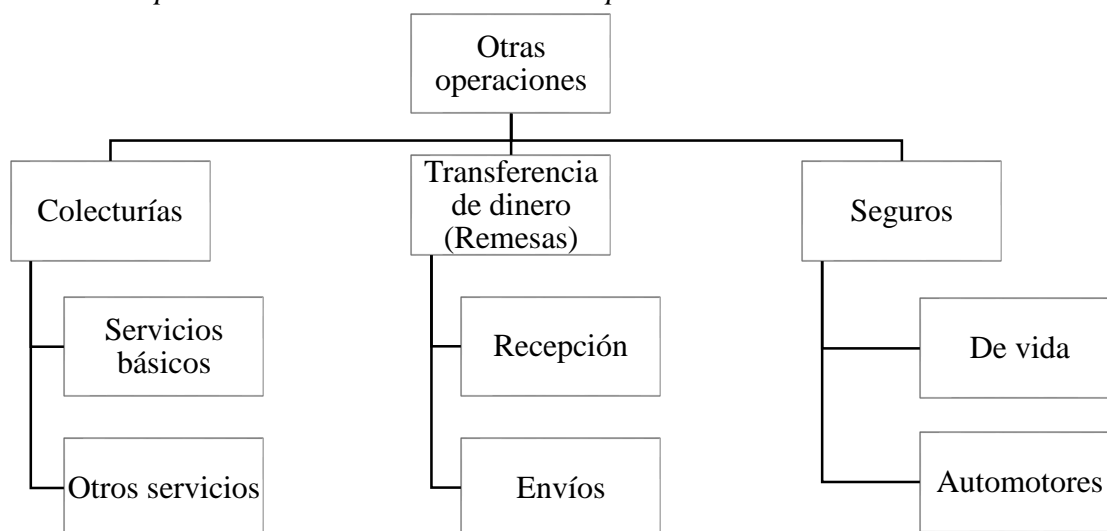 Otras
operaciones
Colecturías
Transferencia
de dinero
(Remesas)
Seguros
Servicios
básicos
Recepción
De vida
Otros servicios
Envíos
Automotores